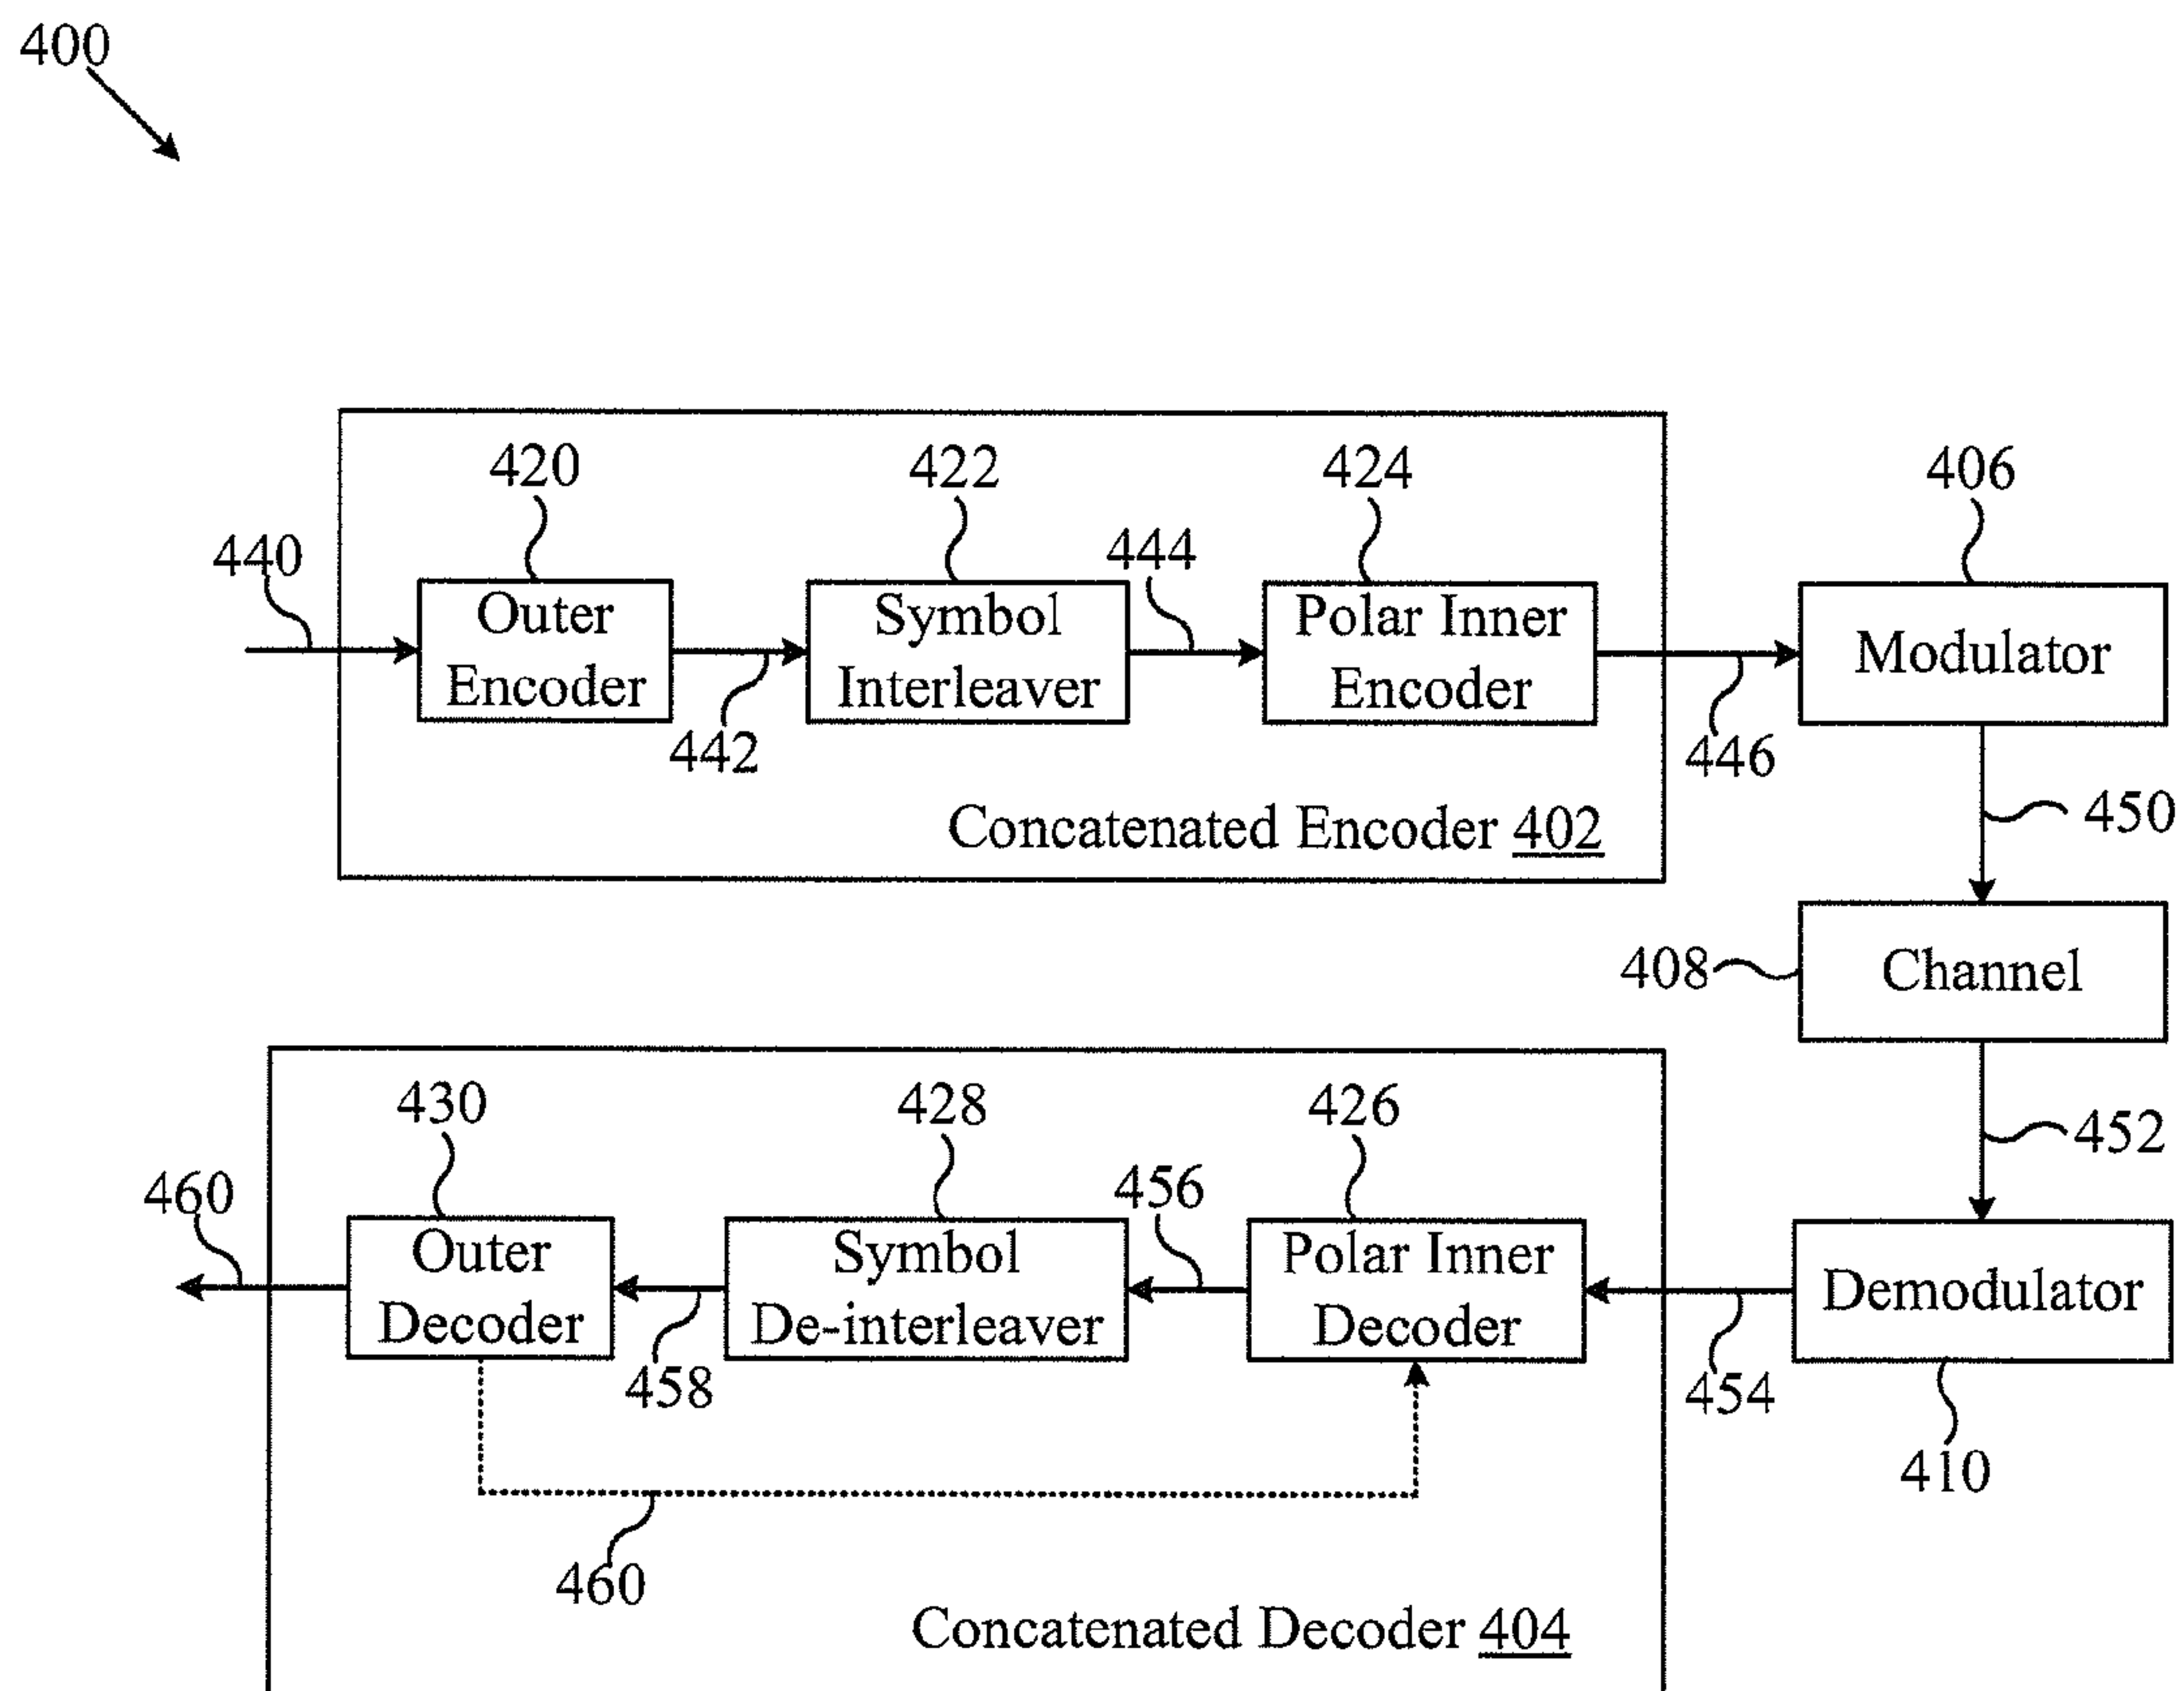 400
420
422
424
406
440
444
Outer
Encoder
Symbol
Interleaver
Polar Inner
Encoder
Modulator
442
446
450
Concatenated Encoder 402
408
Channel
430
428
426
452
460
456
Outer
Decoder
Symbol
De-interleaver
Polar Inner
Decoder
Demodulator
458
454
410
460
Concatenated Decoder 404